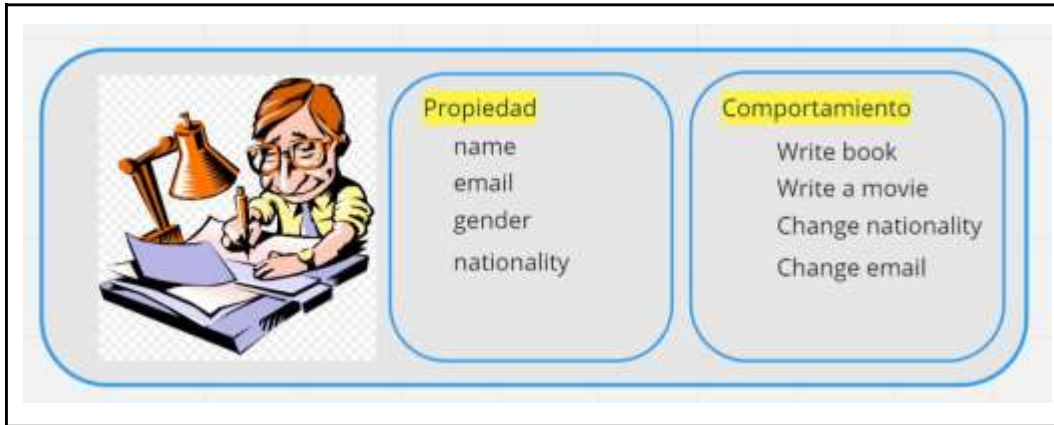 Propiedad
name
email
gender
nationality
Comportamiento
Write book
Write a movie
Change nationality
Change email